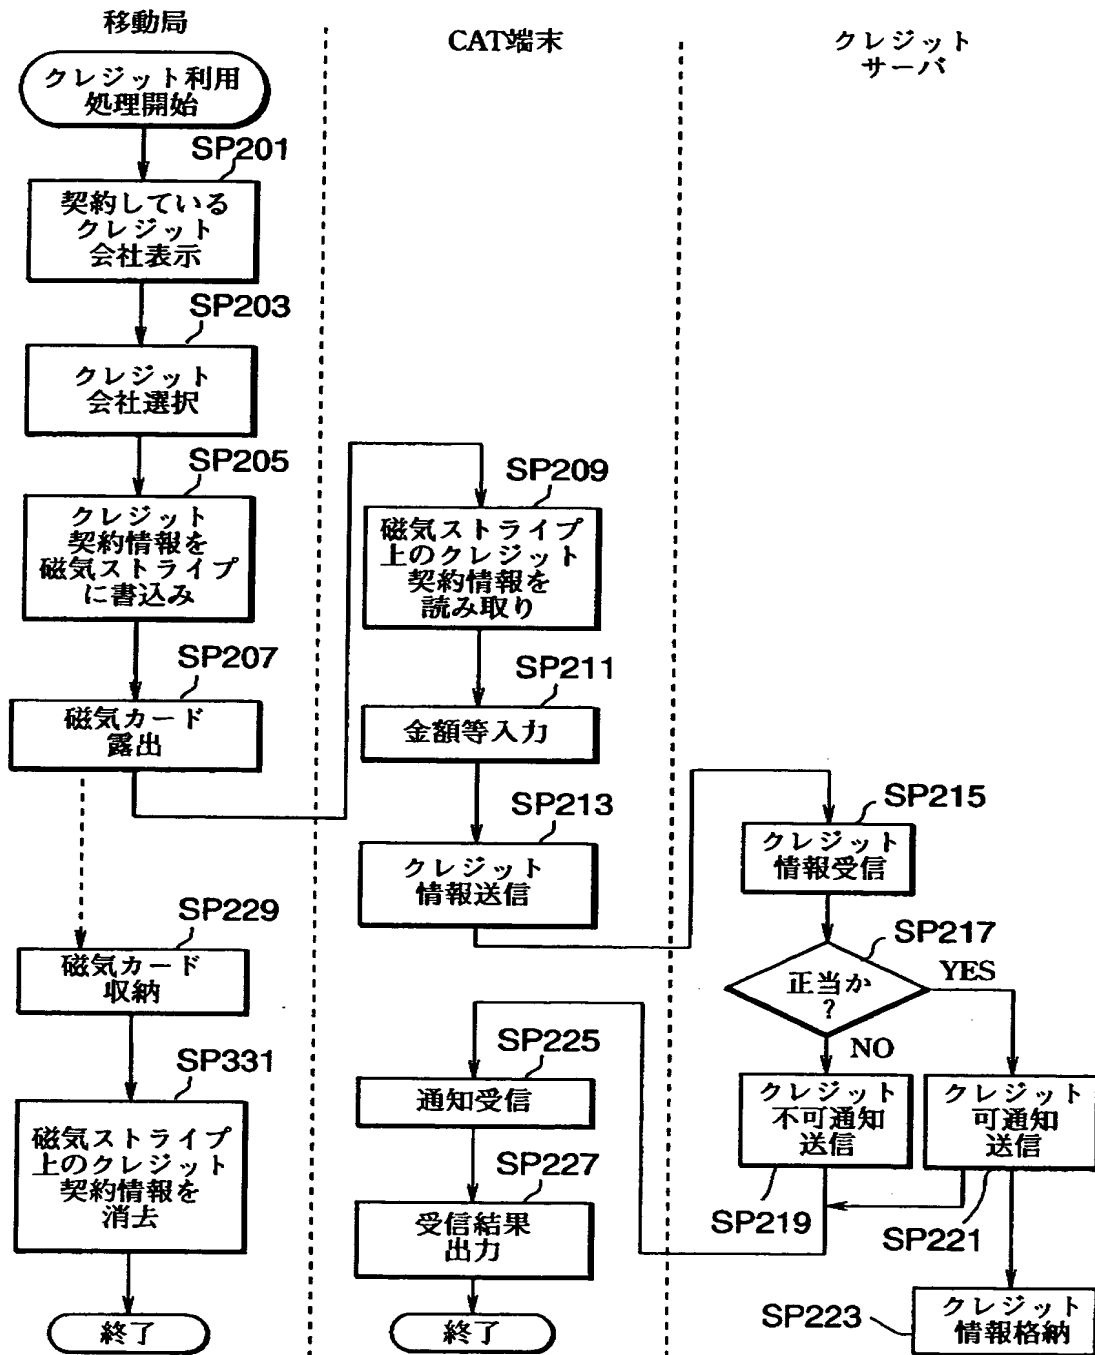 移動局
クレジット利用
処理開始
SP201
契約している
クレジット
会社表示
SP203
クレジット
会社選択
SP205
クレジット
契約情報を
磁気ストライプ
に書込み
SP207
磁気カード
露出
SP229
磁気カード
収納
SP331
磁気ストライプ
上のクレジット
契約情報を
消去
終了
CAT端末
SP209
磁気ストライプ
上のクレジット
契約情報を
読み取り
SP211
金額等入力
SP213
クレジット
情報送信
SP225
通知受信
SP227
受信結果
出力
終了
クレジット
サーバ
SP215
クレジット
情報受信
SP217
正当か
?
YES
NO
クレジット
不可通知
送信
SP219
クレジット
可通知
送信
SP221
SP223
クレジット
情報格納